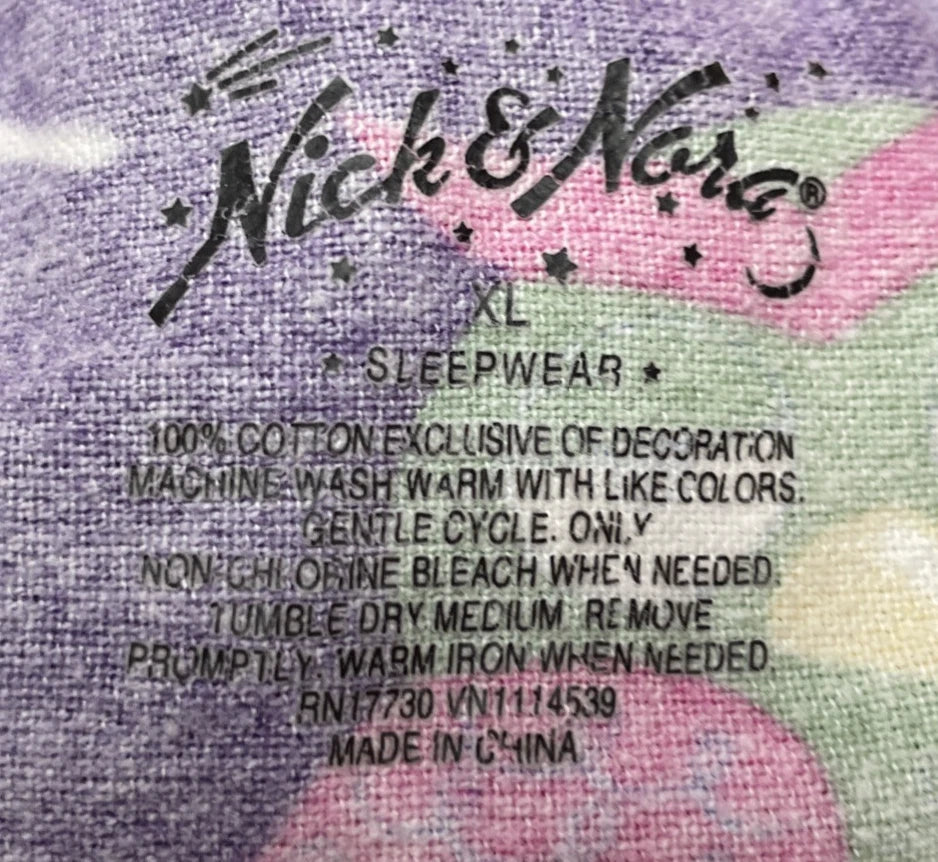 Nick & Nora®
XL
★ SLEEPWEAR ★
100% COTTON EXCLUSIVE OF DECORATION
MACHINE WASH WARM WITH LIKE COLORS.
GENTLE CYCLE. ONLY
NON-CHLORINE BLEACH WHEN NEEDED.
TUMBLE DRY MEDIUM REMOVE
PROMPTLY. WARM IRON WHEN NEEDED.
RN17730 VN1114539
MADE IN CHINA